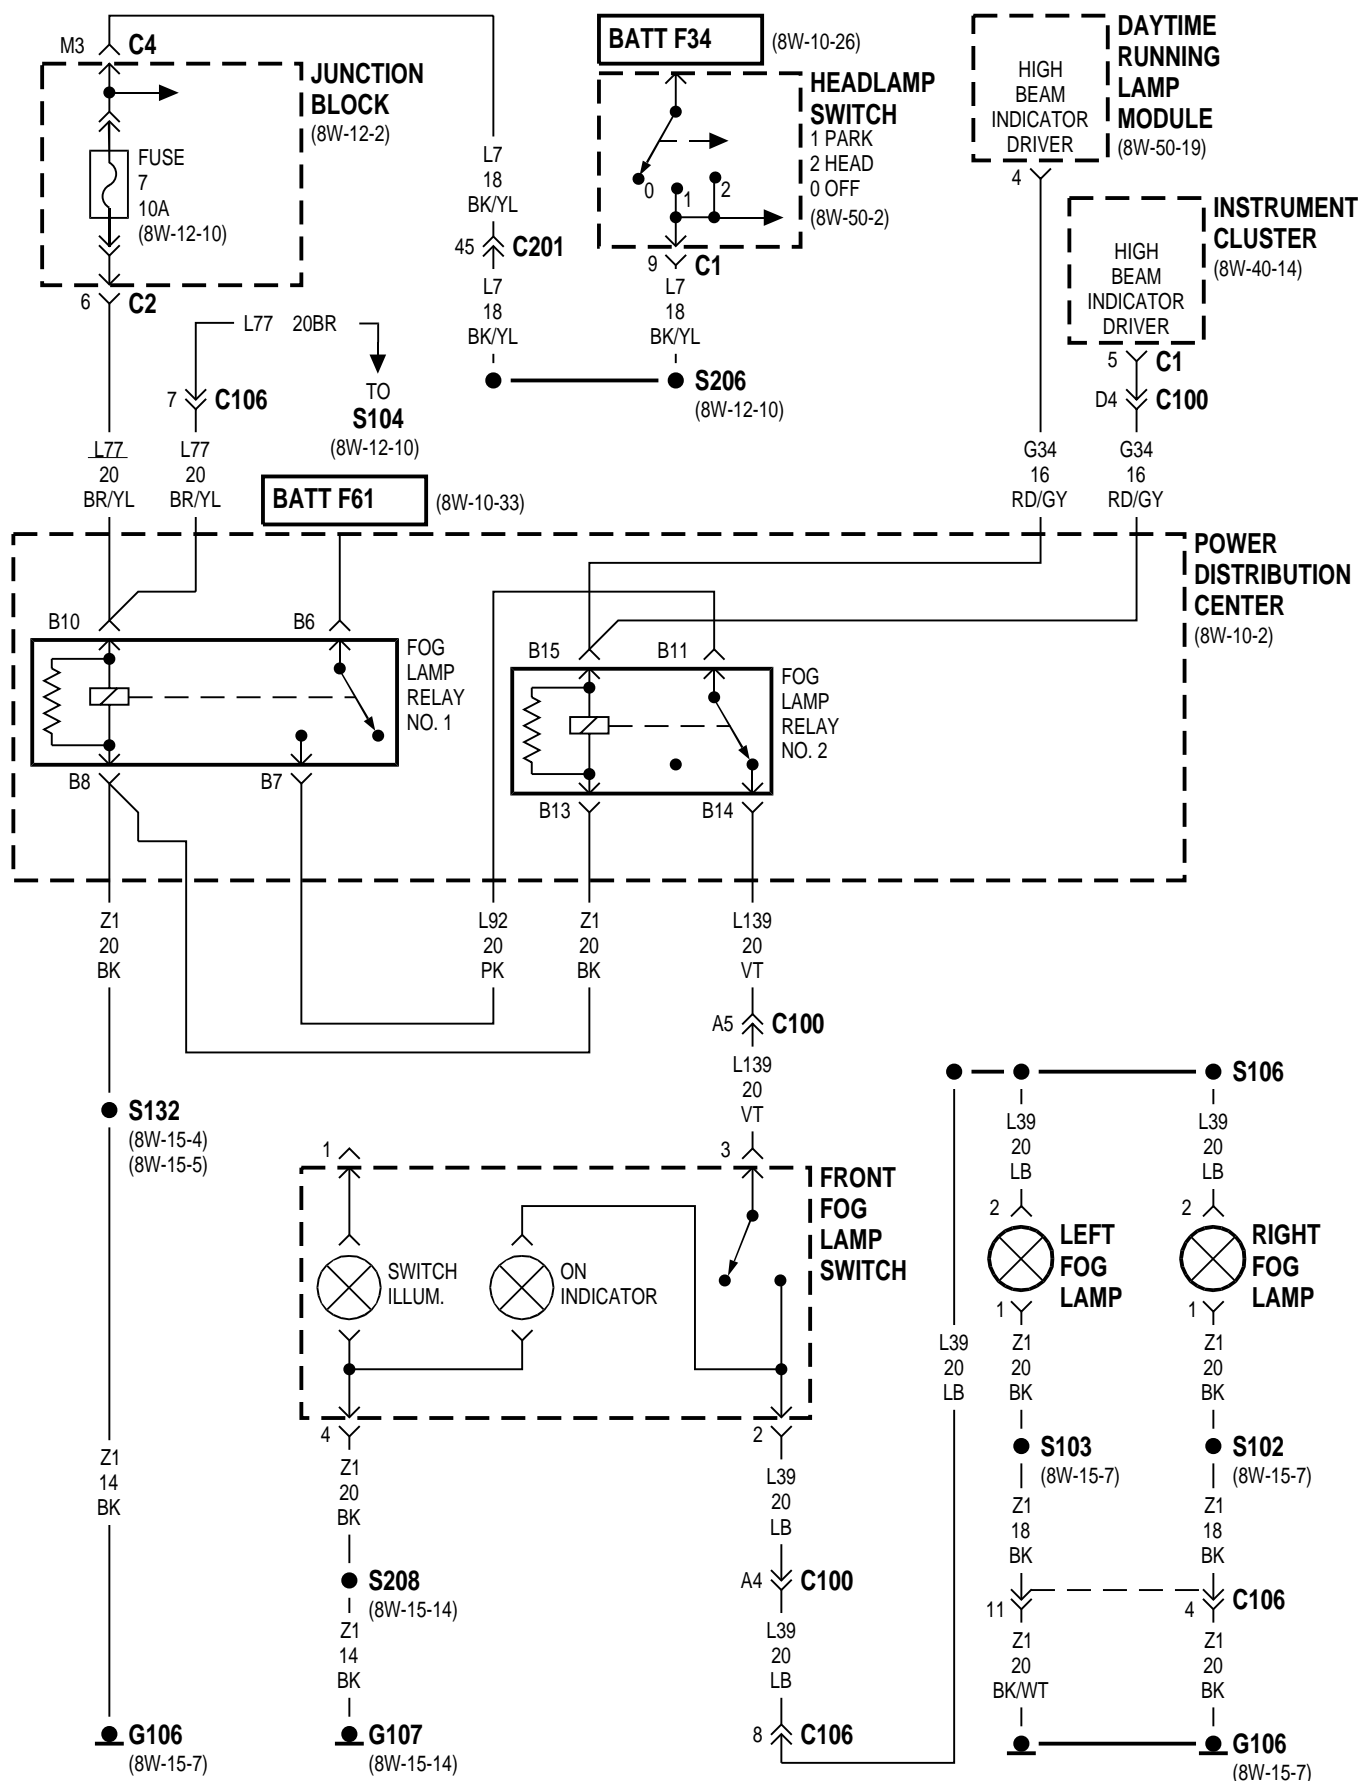 M3
C4
JUNCTION
BLOCK
(8W-12-2)
FUSE
7
10A
(8W-12-10)
6
C2
L7
18
BK/YL
45
C201
L7
18
BK/YL
BATT F34
(8W-10-26)
HEADLAMP
SWITCH
1 PARK
2 HEAD
0 OFF
(8W-50-2)
0
1
2
9
C1
L7
18
BK/YL
S206
(8W-12-10)
HIGH
BEAM
INDICATOR
DRIVER
DAYTIME
RUNNING
LAMP
MODULE
(8W-50-19)
4
HIGH
BEAM
INDICATOR
DRIVER
INSTRUMENT
CLUSTER
(8W-40-14)
5
C1
D4
C100
L77 20BR
7
C106
TO
S104
(8W-12-10)
L77
20
BR/YL
L77
20
BR/YL
BATT F61
(8W-10-33)
G34
16
RD/GY
G34
16
RD/GY
POWER
DISTRIBUTION
CENTER
(8W-10-2)
B10
B6
FOG
LAMP
RELAY
NO. 1
B8
B7
B15
B11
FOG
LAMP
RELAY
NO. 2
B13
B14
Z1
20
BK
L92
20
PK
Z1
20
BK
L139
20
VT
A5
C100
L139
20
VT
S106
S132
(8W-15-4)
(8W-15-5)
L39
20
LB
L39
20
LB
1
3
FRONT
FOG
LAMP
SWITCH
SWITCH
ILLUM.
ON
INDICATOR
2
LEFT
FOG
LAMP
1
2
RIGHT
FOG
LAMP
1
L39
20
LB
Z1
20
BK
Z1
20
BK
4
2
Z1
14
BK
Z1
20
BK
L39
20
LB
S103
(8W-15-7)
S102
(8W-15-7)
Z1
18
BK
Z1
18
BK
S208
(8W-15-14)
A4
C100
11
4
C106
Z1
14
BK
L39
20
LB
Z1
20
BK/WT
Z1
20
BK
G106
(8W-15-7)
G107
(8W-15-14)
8
C106
G106
(8W-15-7)